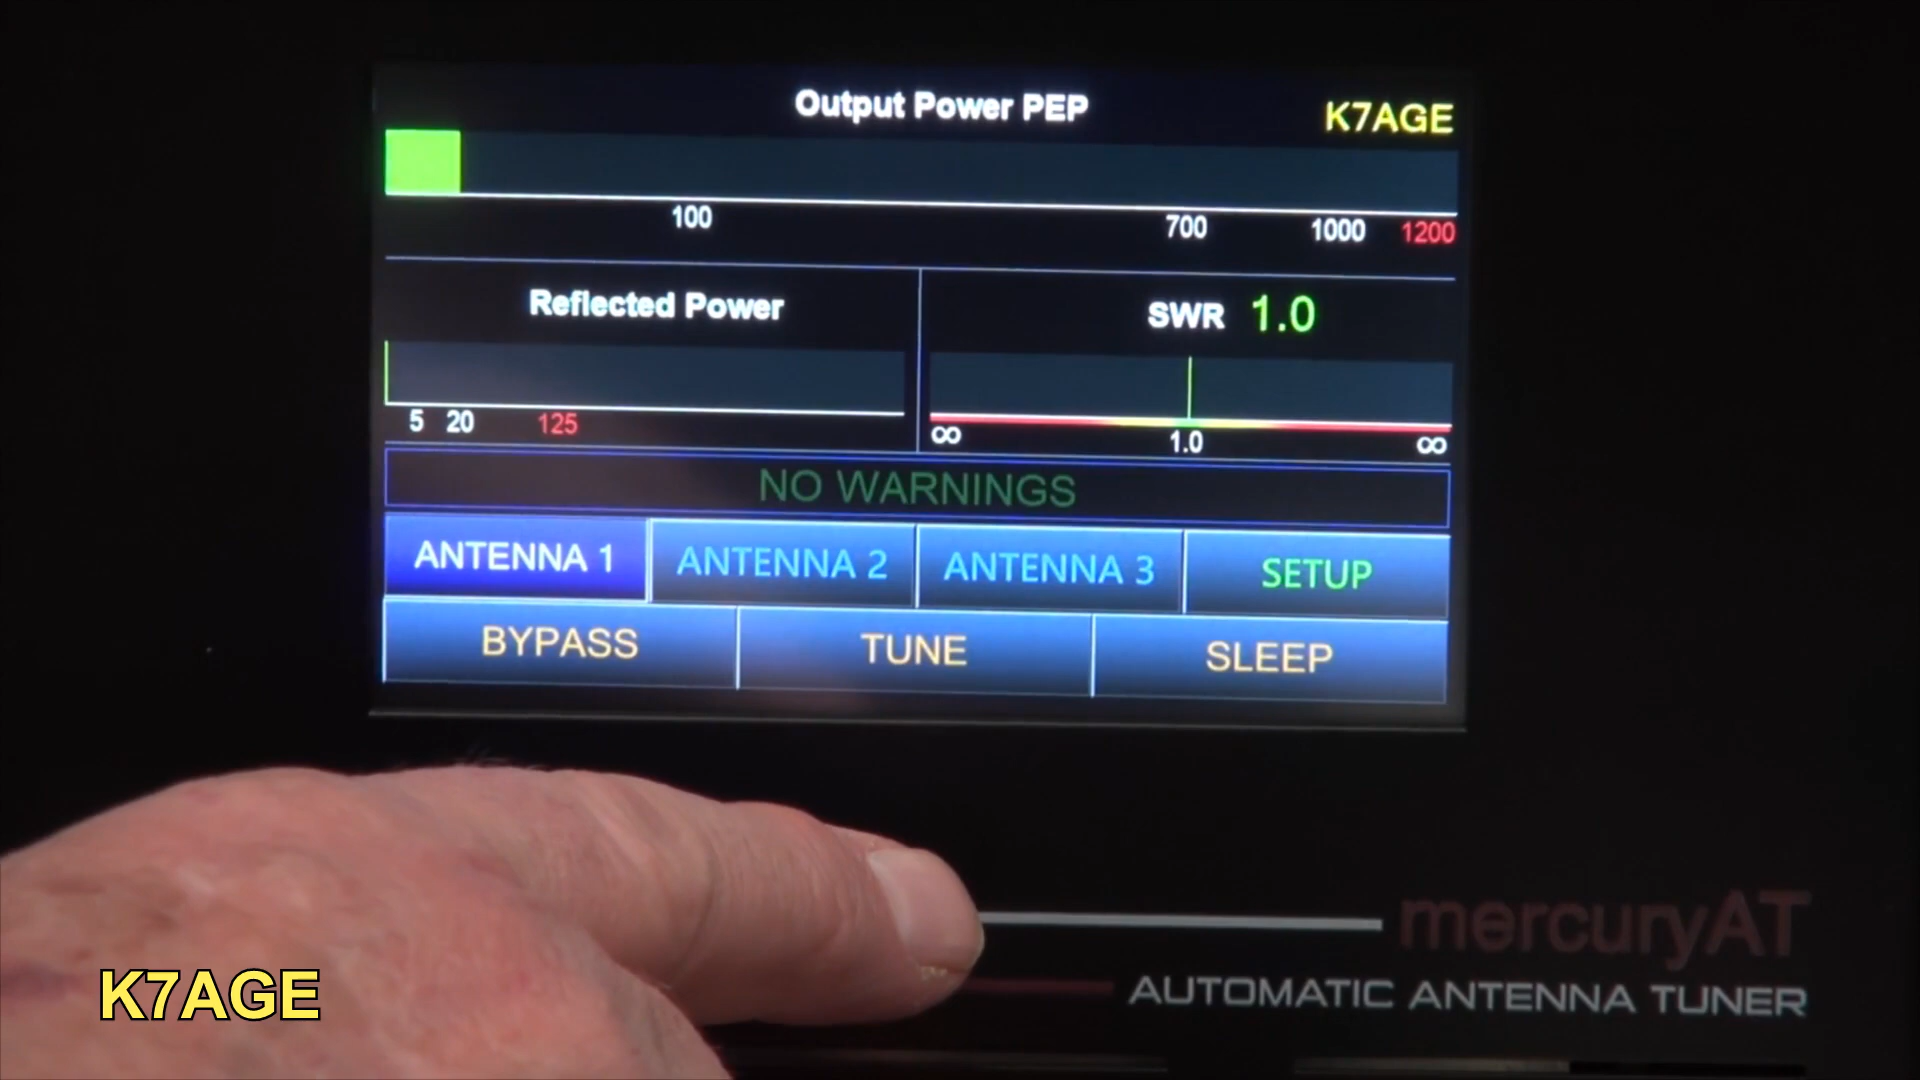 Output Power PEP
K7AGE
100 700 1000 1200
Reflected Power
SWR 1.0
5 20 125
∞ 1.0 ∞
NO WARNINGS
ANTENNA 1 ANTENNA 2 ANTENNA 3 SETUP
BYPASS TUNE SLEEP
mercuryAT
AUTOMATIC ANTENNA TUNER
K7AGE